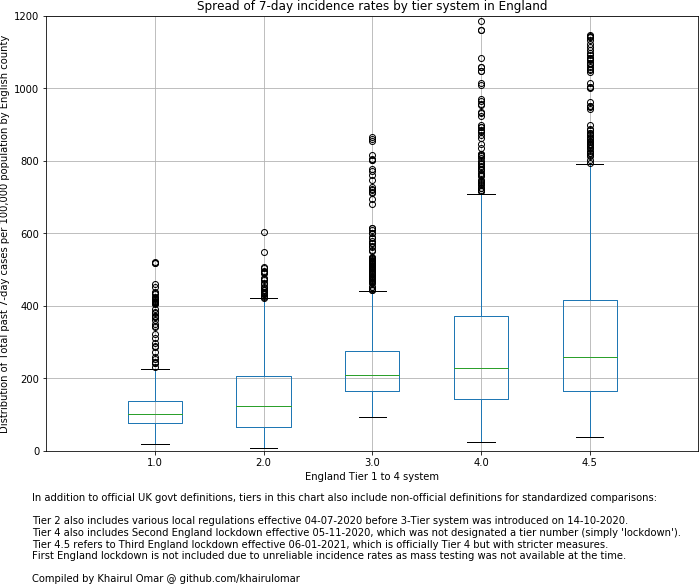 Spread of 7-day incidence rates by tier system in England
Distribution of Total past 7-day cases per 100,000 population by English county
1200
1000
800
600
400
200
0
1.0 2.0 3.0 4.0 4.5
England Tier 1 to 4 system
In addition to official UK govt definitions, tiers in this chart also include non-official definitions for standardized comparisons:
Tier 2 also includes various local regulations effective 04-07-2020 before 3-Tier system was introduced on 14-10-2020.
Tier 4 also includes Second England lockdown effective 05-11-2020, which was not designated a tier number (simply 'lockdown').
Tier 4.5 refers to Third England lockdown effective 06-01-2021, which is officially Tier 4 but with stricter measures.
First England lockdown is not included due to unreliable incidence rates as mass testing was not available at the time.
Compiled by Khairul Omar @ github.com/khairulomar